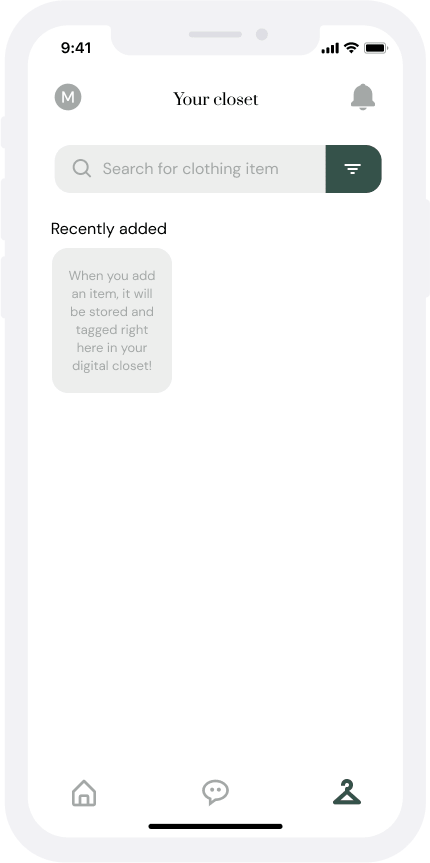 9:41
M
Your closet
Search for clothing item
Recently added
When you add
an item, it will
be stored and
tagged right
here in your
digital closet!